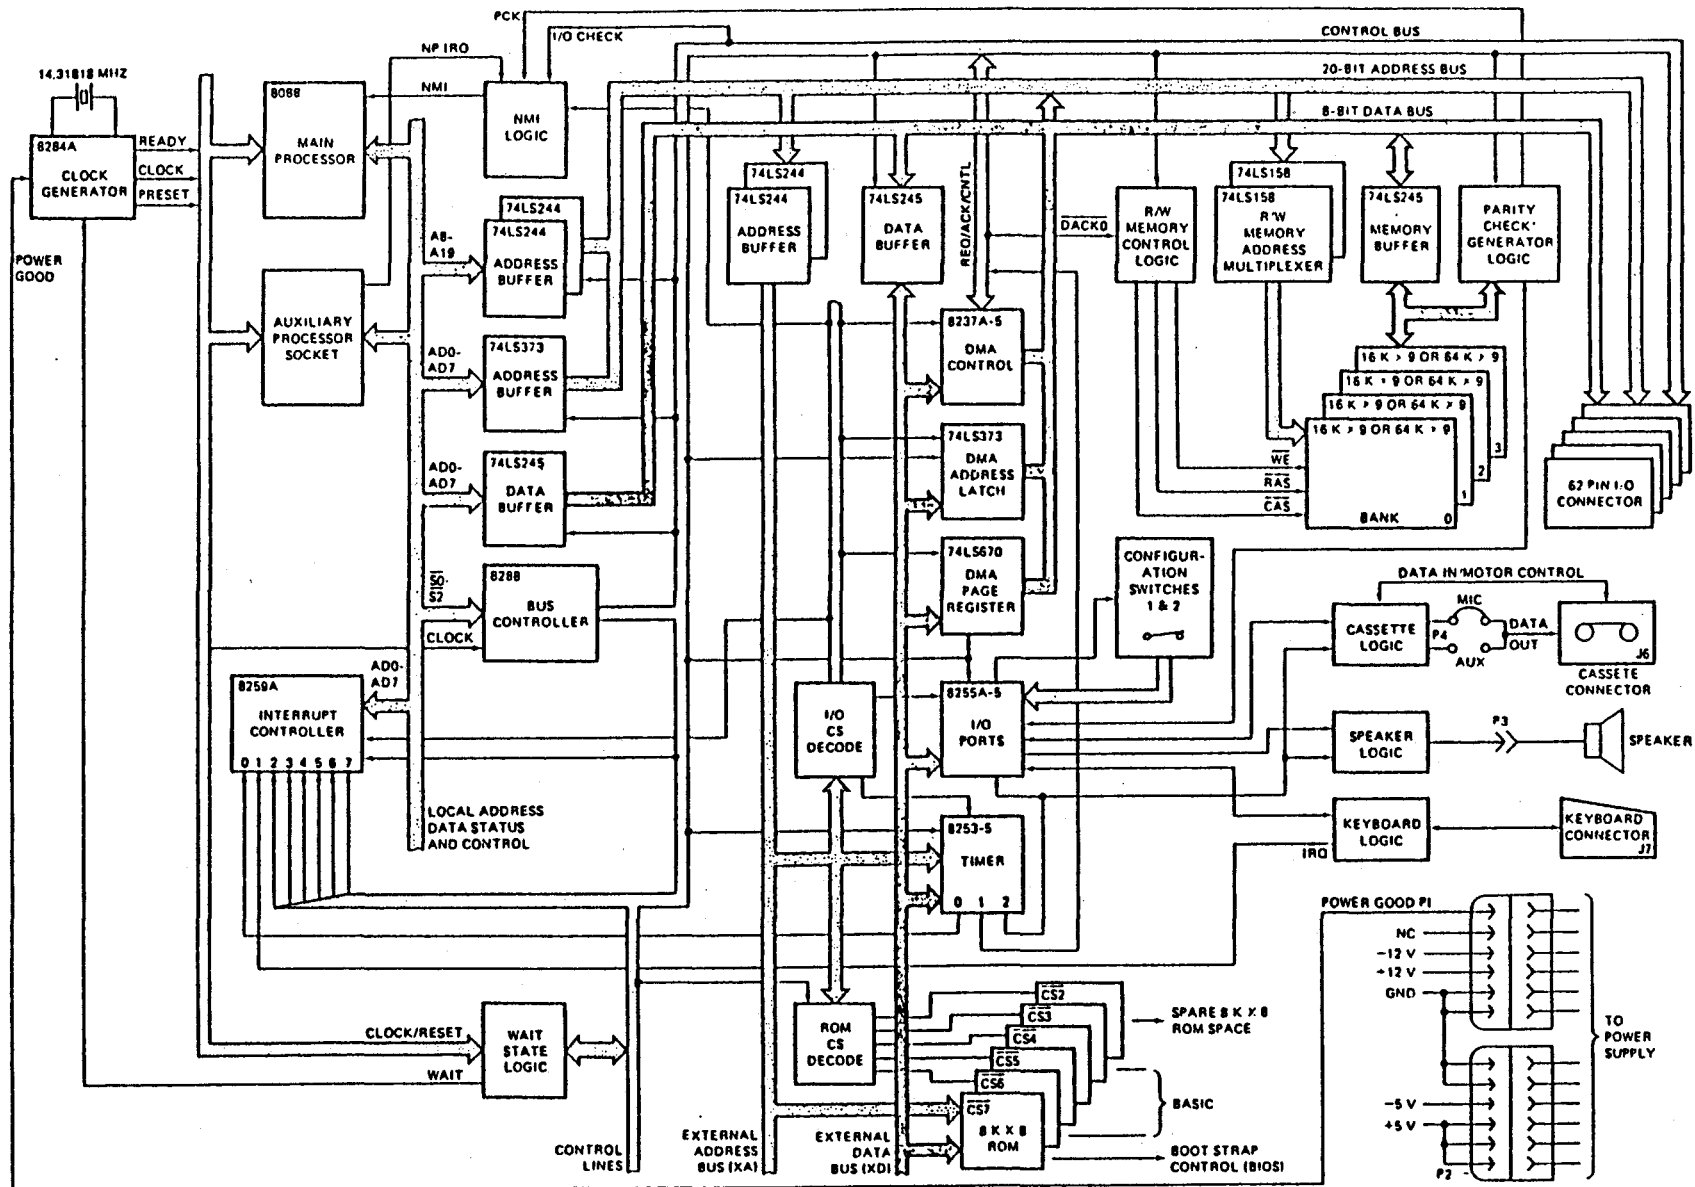 PCK
I/O CHECK
CONTROL BUS
NP IRO
14.31818 MHZ
20-BIT ADDRESS BUS
8088
NMI
NMI
LOGIC
8-BIT DATA BUS
8284A
CLOCK
GENERATOR
READY
CLOCK
PRESET
MAIN
PROCESSOR
74LS244
74LS244
ADDRESS
BUFFER
74LS245
DATA
BUFFER
REQ/ACK/CNTL
DACK0
R/W
MEMORY
CONTROL
LOGIC
74LS158
74LS158
R/W
MEMORY
ADDRESS
MULTIPLEXER
74LS245
MEMORY
BUFFER
PARITY
CHECK/
GENERATOR
LOGIC
POWER
GOOD
A8-
A19
74LS244
74LS244
ADDRESS
BUFFER
AUXILIARY
PROCESSOR
SOCKET
AD0-
AD7
74LS373
ADDRESS
BUFFER
8237A-5
DMA
CONTROL
16 K × 9 OR 64 K × 9
16 K × 9 OR 64 K × 9
16 K × 9 OR 64 K × 9
16 K × 9 OR 64 K × 9
3
2
1
BANK 0
WE
RAS
CAS
62 PIN I/O
CONNECTOR
AD0-
AD7
74LS245
DATA
BUFFER
74LS373
DMA
ADDRESS
LATCH
S0-
S2
8288
BUS
CONTROLLER
CLOCK
74LS670
DMA
PAGE
REGISTER
CONFIGUR-
ATION
SWITCHES
1 & 2
DATA IN/MOTOR CONTROL
CASSETTE
LOGIC
P4
MIC
AUX
DATA
OUT
J6
CASSETE
CONNECTOR
AD0-
AD7
8259A
INTERRUPT
CONTROLLER
0 1 2 3 4 5 6 7
I/O
CS
DECODE
8255A-5
I/O
PORTS
SPEAKER
LOGIC
P3
SPEAKER
LOCAL ADDRESS
DATA STATUS
AND CONTROL
8253-5
TIMER
0 1 2
KEYBOARD
LOGIC
IRQ
KEYBOARD
CONNECTOR
J7
POWER GOOD P1
NC
-12 V
+12 V
GND
-5 V
+5 V
P2
TO
POWER
SUPPLY
CLOCK/RESET
WAIT
WAIT
STATE
LOGIC
ROM
CS
DECODE
CS2
CS3
CS4
CS5
CS6
CS7
8 K X 8
ROM
SPARE 8 K X 8
ROM SPACE
BASIC
BOOT STRAP
CONTROL (BIOS)
CONTROL
LINES
EXTERNAL
ADDRESS
BUS (XA)
EXTERNAL
DATA
BUS (XD)